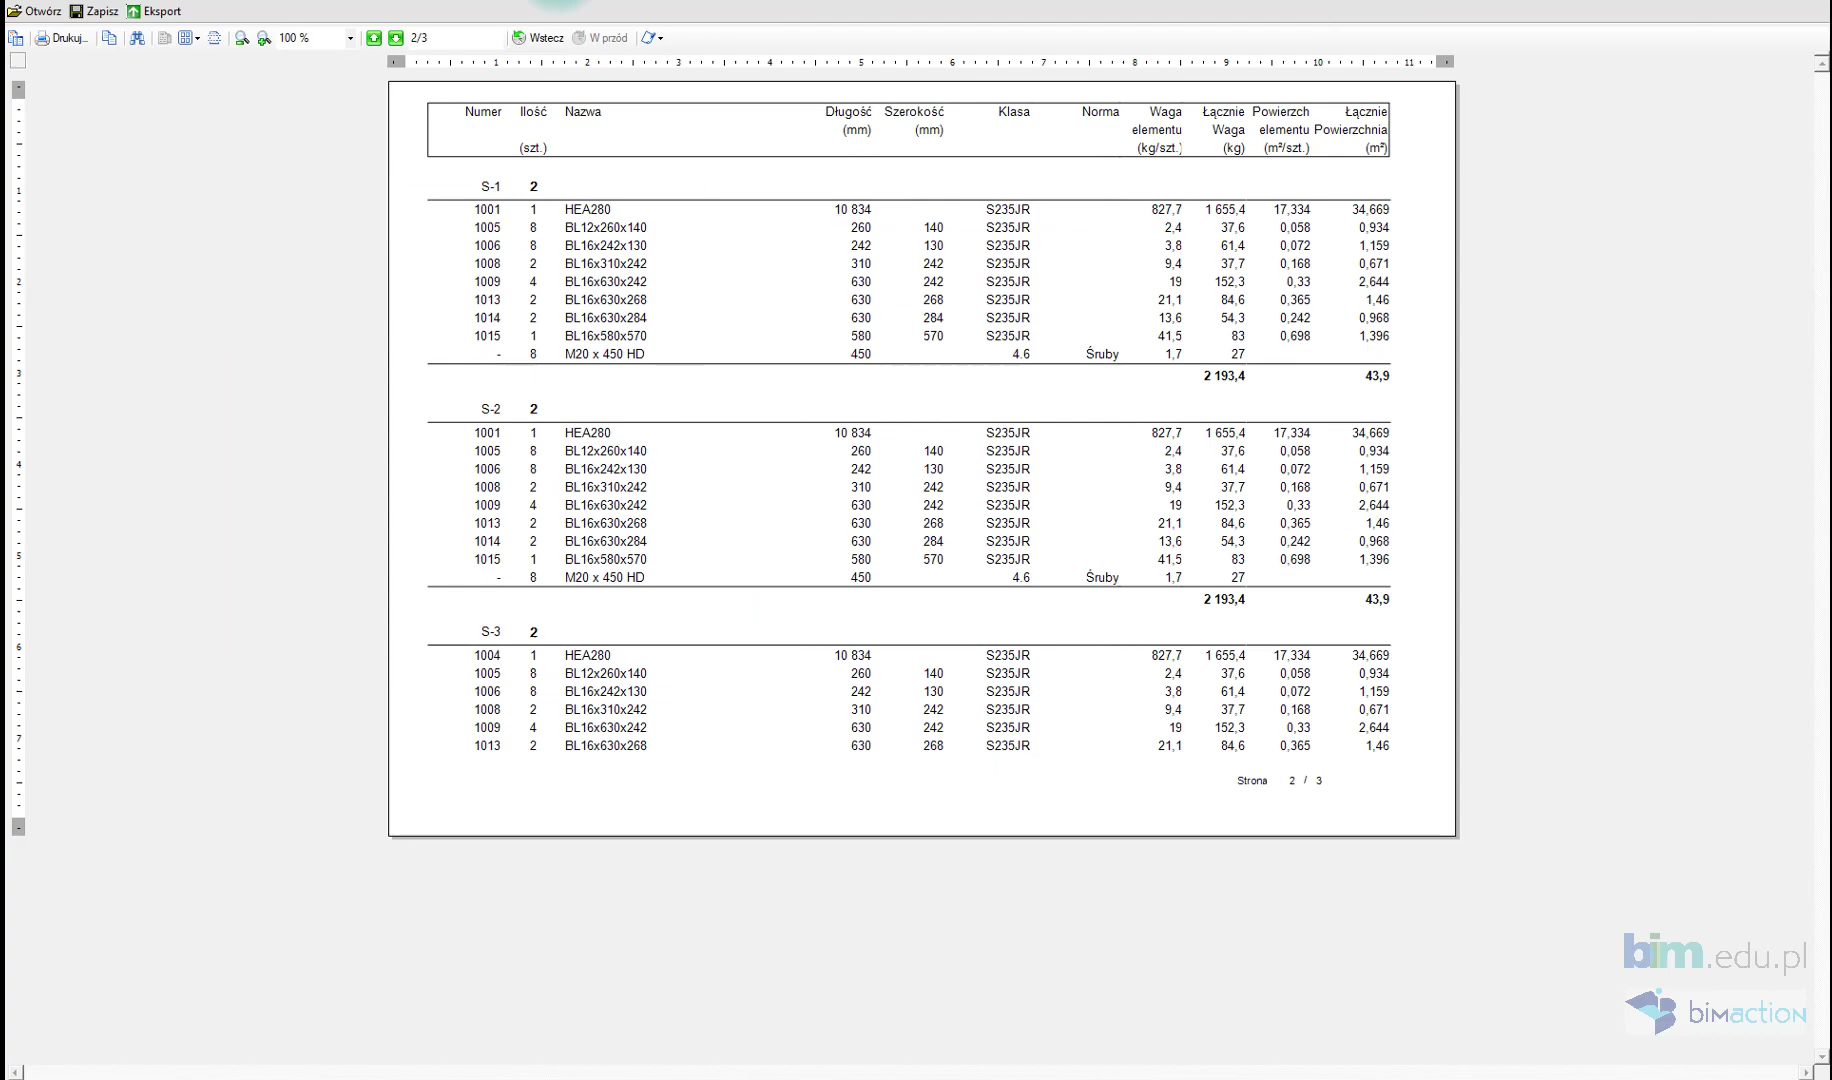 Otwórz Zapisz Eksport
Drukuj... 100 % 2/3 Wstecz W przód
1 2 3 4 5 6 7 8 9 10 11
Numer Ilość Nazwa Długość Szerokość Klasa Norma Waga Łącznie Powierzch Łącznie
(mm) (mm) elementu Waga elementu Powierzchnia
(szt.) (kg/szt.) (kg) (m²/szt.) (m²)
S-1 2
1001 1 HEA280 10 834 S235JR 827,7 1 655,4 17,334 34,669
1005 8 BL12x260x140 260 140 S235JR 2,4 37,6 0,058 0,934
1006 8 BL16x242x130 242 130 S235JR 3,8 61,4 0,072 1,159
1008 2 BL16x310x242 310 242 S235JR 9,4 37,7 0,168 0,671
1009 4 BL16x630x242 630 242 S235JR 19 152,3 0,33 2,644
1013 2 BL16x630x268 630 268 S235JR 21,1 84,6 0,365 1,46
1014 2 BL16x630x284 630 284 S235JR 13,6 54,3 0,242 0,968
1015 1 BL16x580x570 580 570 S235JR 41,5 83 0,698 1,396
- 8 M20 x 450 HD 450 4.6 Śruby 1,7 27
2 193,4 43,9
S-2 2
1001 1 HEA280 10 834 S235JR 827,7 1 655,4 17,334 34,669
1005 8 BL12x260x140 260 140 S235JR 2,4 37,6 0,058 0,934
1006 8 BL16x242x130 242 130 S235JR 3,8 61,4 0,072 1,159
1008 2 BL16x310x242 310 242 S235JR 9,4 37,7 0,168 0,671
1009 4 BL16x630x242 630 242 S235JR 19 152,3 0,33 2,644
1013 2 BL16x630x268 630 268 S235JR 21,1 84,6 0,365 1,46
1014 2 BL16x630x284 630 284 S235JR 13,6 54,3 0,242 0,968
1015 1 BL16x580x570 580 570 S235JR 41,5 83 0,698 1,396
- 8 M20 x 450 HD 450 4.6 Śruby 1,7 27
2 193,4 43,9
S-3 2
1004 1 HEA280 10 834 S235JR 827,7 1 655,4 17,334 34,669
1005 8 BL12x260x140 260 140 S235JR 2,4 37,6 0,058 0,934
1006 8 BL16x242x130 242 130 S235JR 3,8 61,4 0,072 1,159
1008 2 BL16x310x242 310 242 S235JR 9,4 37,7 0,168 0,671
1009 4 BL16x630x242 630 242 S235JR 19 152,3 0,33 2,644
1013 2 BL16x630x268 630 268 S235JR 21,1 84,6 0,365 1,46
Strona 2 / 3
1
2
3
4
5
6
7
bim.edu.pl
bimaction